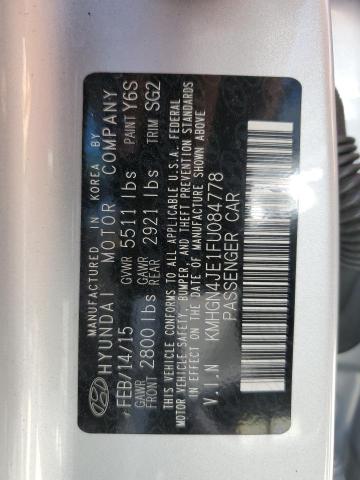 MANUFACTURED IN KOREA BY
HYUNDAI MOTOR COMPANY
FEB/14/15 GVWR 5511 lbs PAINT Y6S
GAWR FRONT 2800 lbs GAWR REAR 2921 lbs TRIM SG2
THIS VEHICLE CONFORMS TO ALL APPLICABLE U.S.A. FEDERAL
MOTOR VEHICLE SAFETY, BUMPER, AND THEFT PREVENTION STANDARDS
IN EFFECT ON THE DATE OF MANUFACTURE SHOWN ABOVE
V.I.N KMHGN4JE1FU084778
PASSENGER CAR